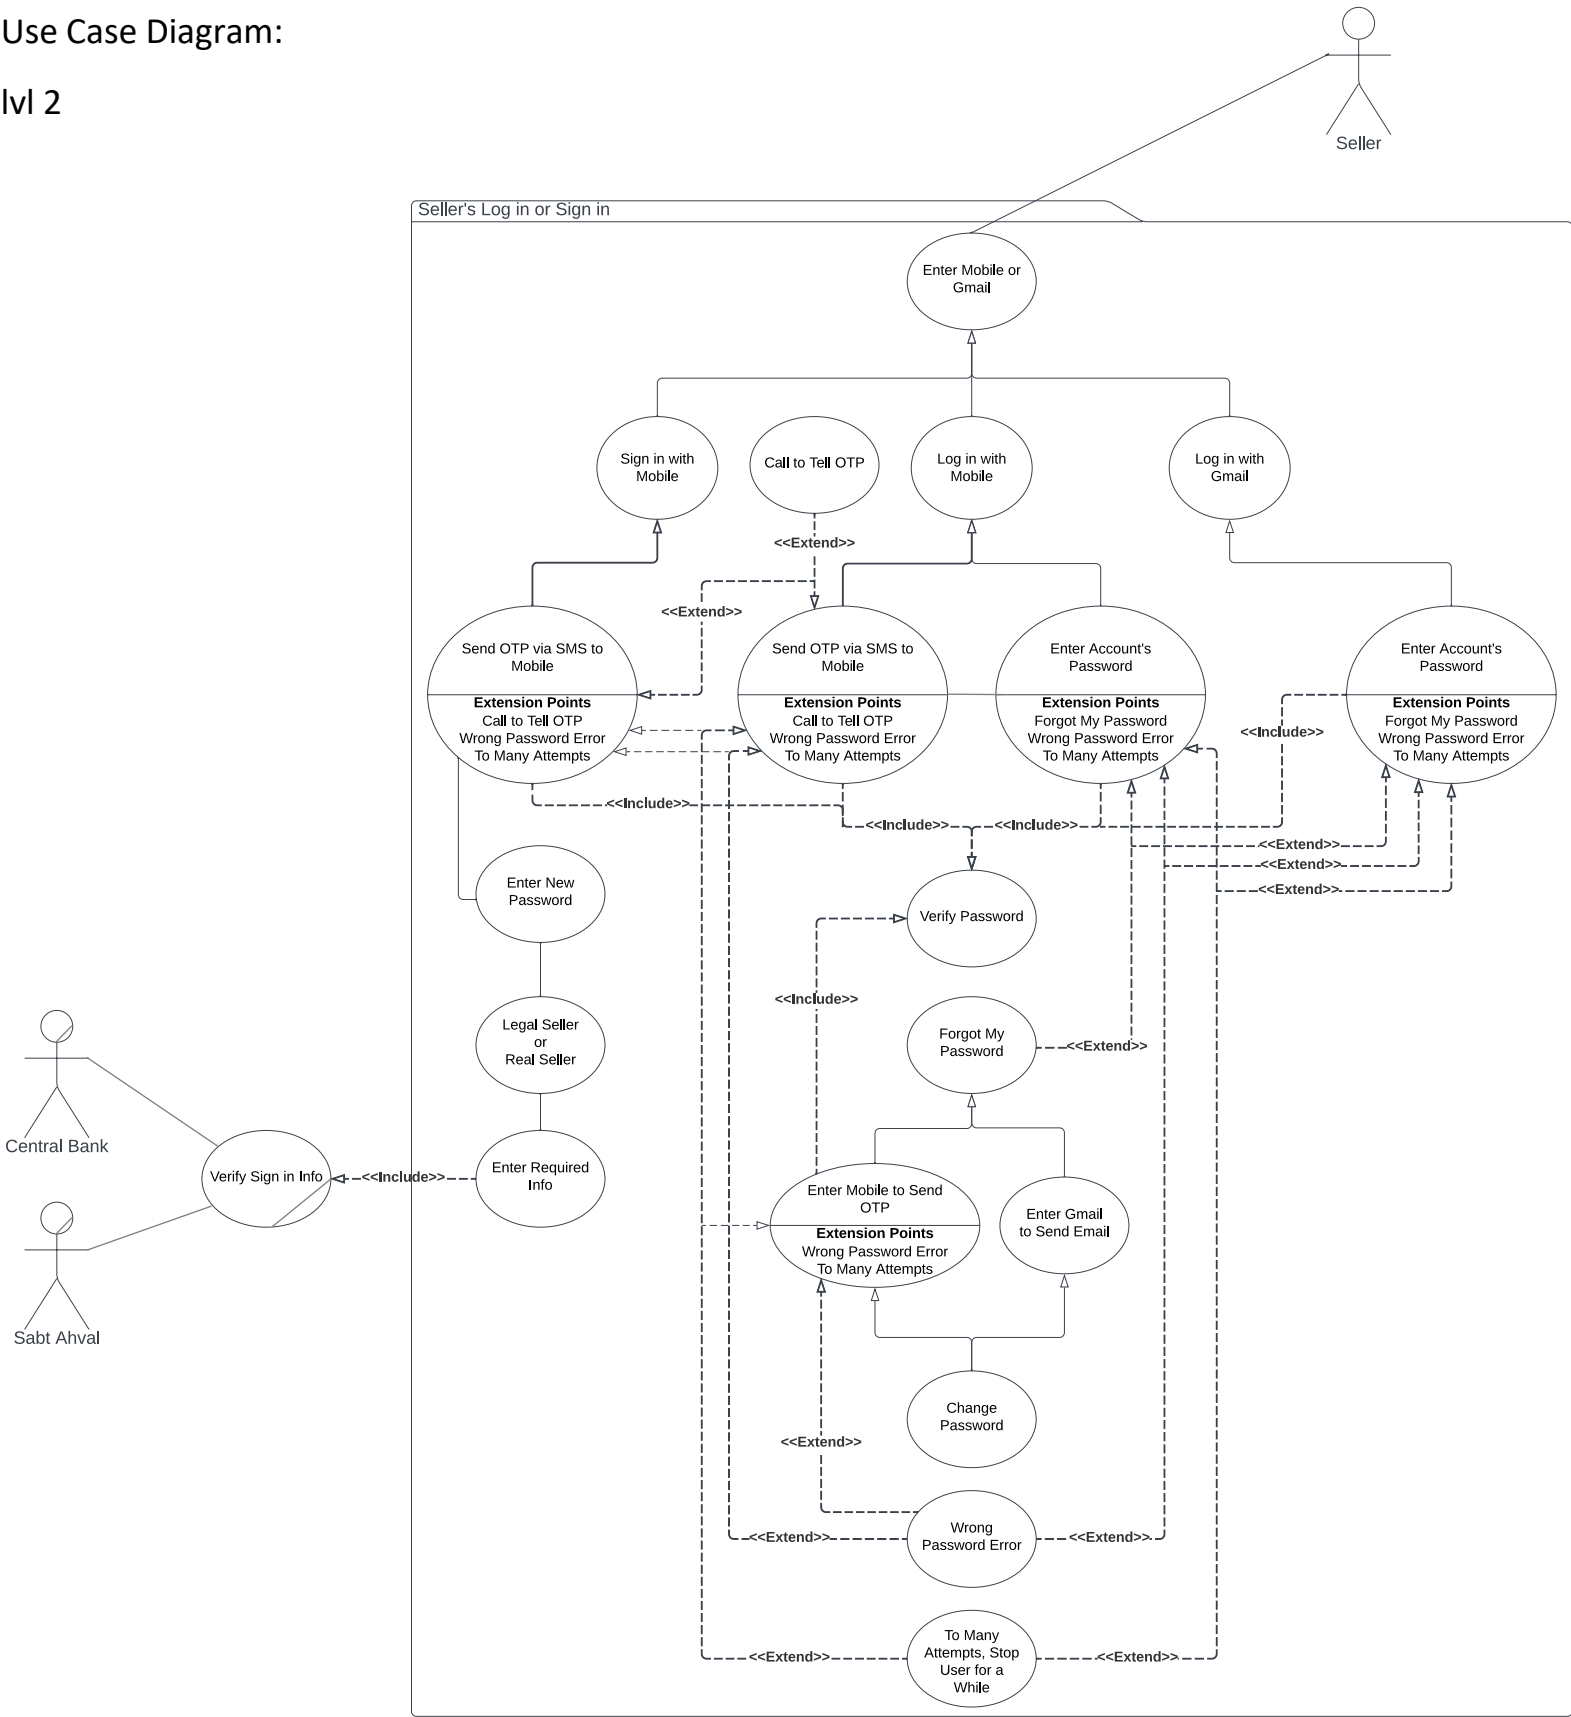 Use Case Diagram:
lvl 2
Seller
Seller's Log in or Sign in
Enter Mobile or
Gmail
Sign in with
Mobile
Call to Tell OTP
Log in with
Mobile
Log in with
Gmail
<<Extend>>
<<Extend>>
Send OTP via SMS to
Mobile
Extension Points
Call to Tell OTP
Wrong Password Error
To Many Attempts
Send OTP via SMS to
Mobile
Extension Points
Call to Tell OTP
Wrong Password Error
To Many Attempts
Enter Account's
Password
Extension Points
Forgot My Password
Wrong Password Error
To Many Attempts
Enter Account's
Password
Extension Points
Forgot My Password
Wrong Password Error
To Many Attempts
<<Include>>
<<Include>>
<<Include>>
<<Include>>
<<Extend>>
<<Extend>>
<<Extend>>
Enter New
Password
Verify Password
<<Include>>
Legal Seller
or
Real Seller
Forgot My
Password
<<Extend>>
Central Bank
Verify Sign in Info
<<Include>>
Enter Required
Info
Enter Mobile to Send
OTP
Extension Points
Wrong Password Error
To Many Attempts
Enter Gmail
to Send Email
Sabt Ahval
Change
Password
<<Extend>>
Wrong
Password Error
<<Extend>>
<<Extend>>
To Many
Attempts, Stop
User for a
While
<<Extend>>
<<Extend>>